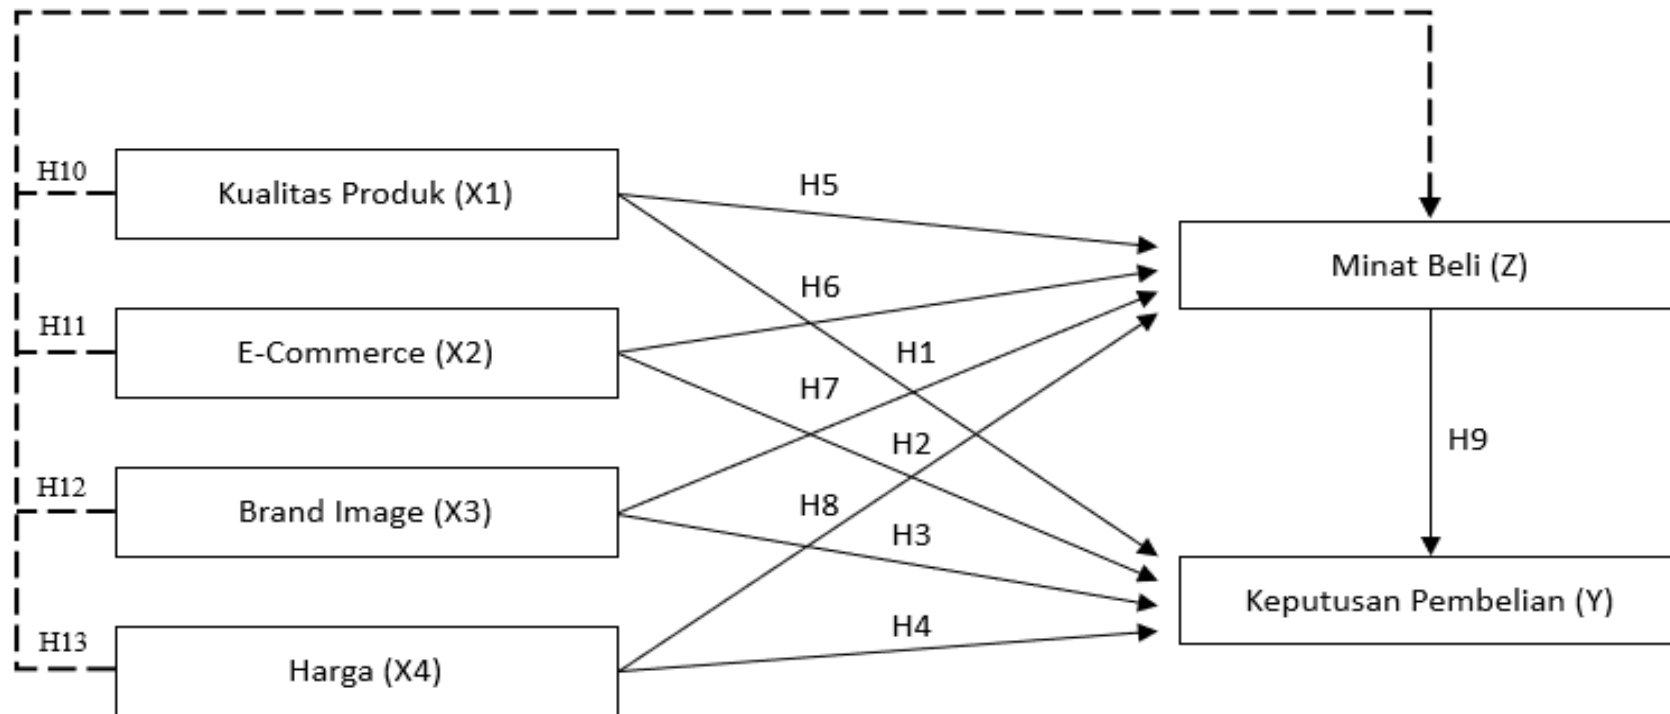 H10
Kualitas Produk (X1)
H5
Minat Beli (Z)
H6
H11
E-Commerce (X2)
H1
H7
H2
H9
H12
Brand Image (X3)
H8
H3
Keputusan Pembelian (Y)
H4
H13
Harga (X4)